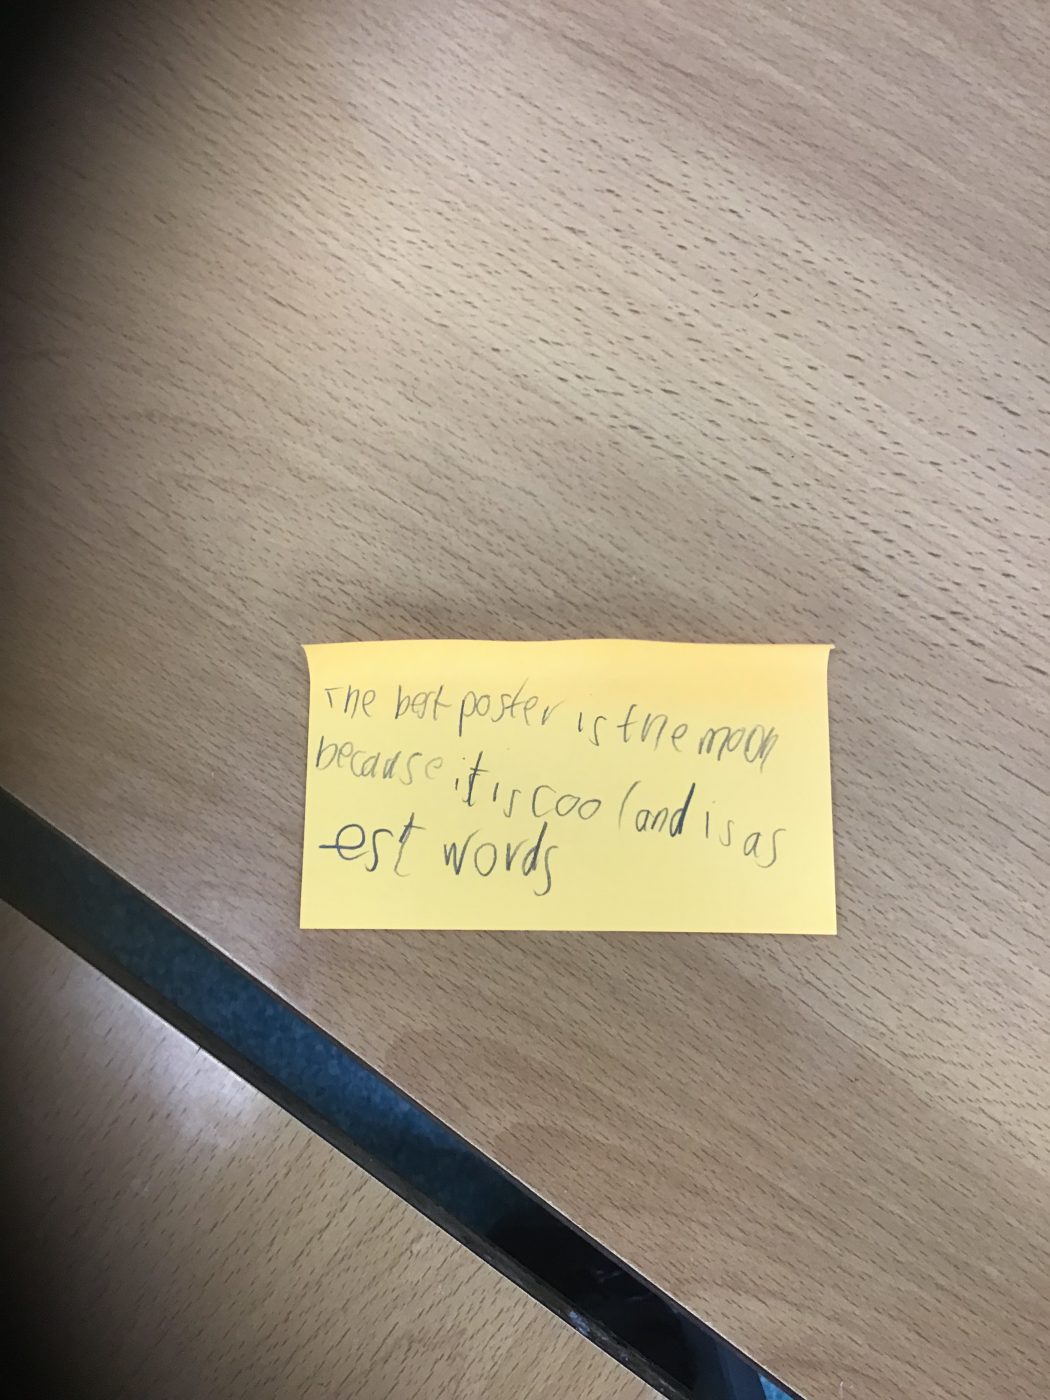 The best poster is the moon
because it is cool and is as
est words